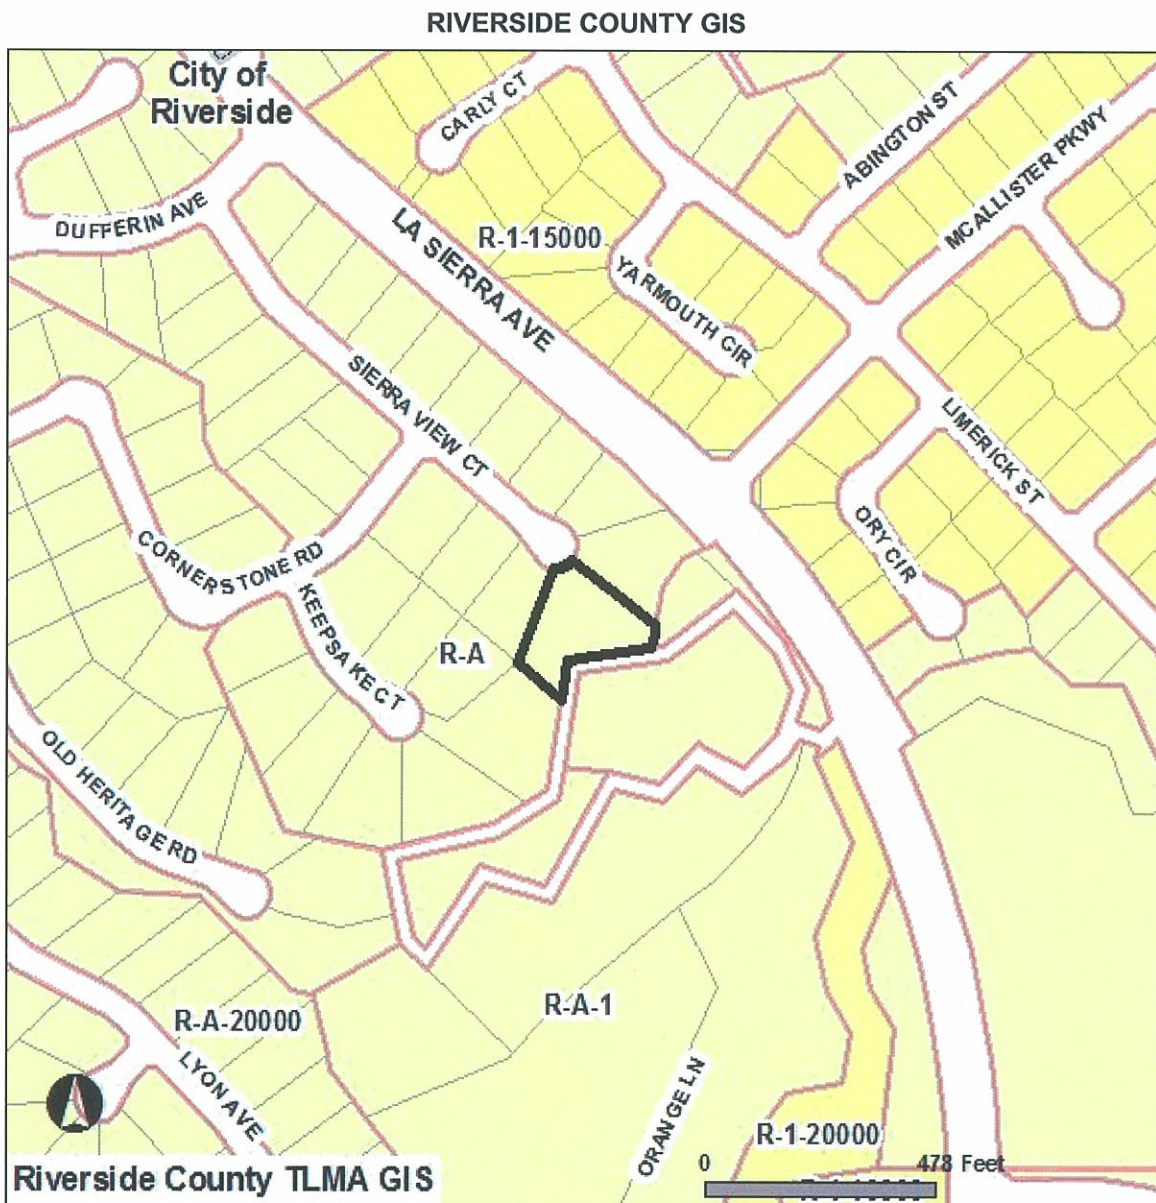 RIVERSIDE COUNTY GIS
City of
Riverside
CARLY CT
ABINGTON ST
MCALLISTER PKWY
DUFFERIN AVE
LA SIERRA AVE
R-1-15000
YARMOUTH CIR
SIERRA VIEW CT
LIMERICK ST
ORY CIR
CORNERSTONE RD
KEEPSAKE CT
R-A
OLD HERITAGE RD
R-A-20000
R-A-1
LYON AVE
ORANGE LN
R-1-20000
0
478 Feet
Riverside County TLMA GIS